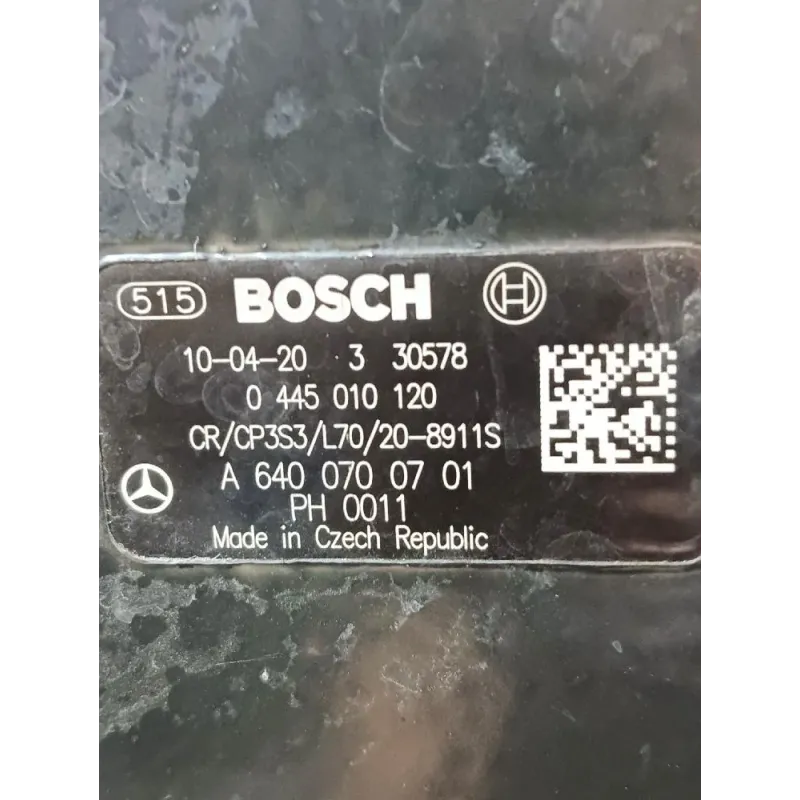 515 BOSCH
10-04-20 3 30578
0 445 010 120
CR/CP3S3/L70/20-8911S
A 640 070 07 01
PH 0011
Made in Czech Republic